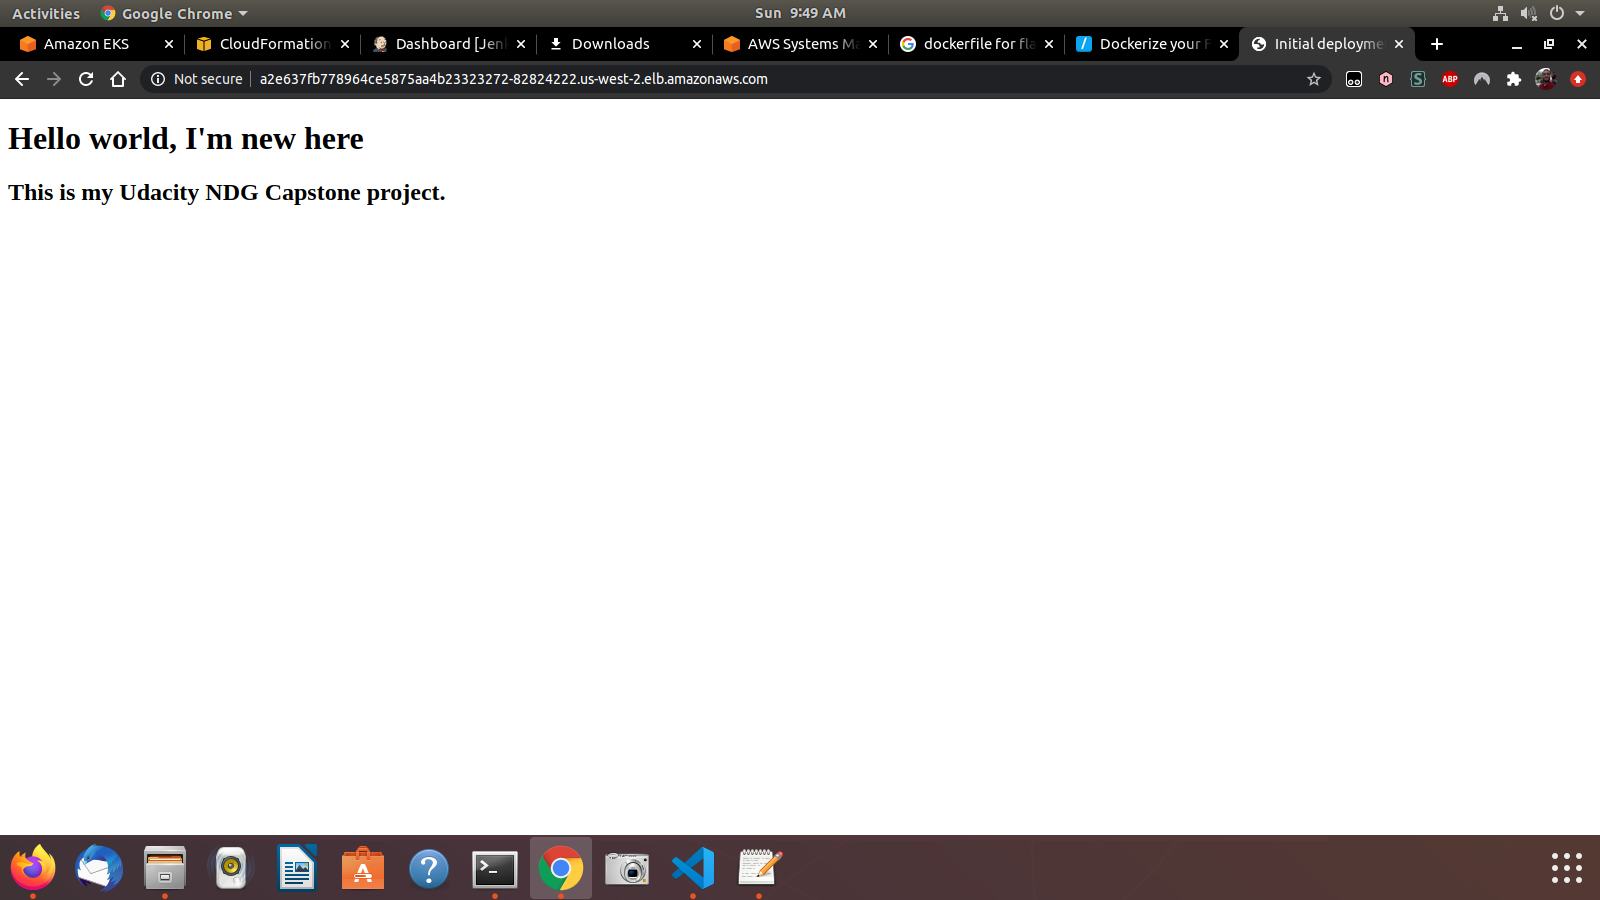 Activities Google Chrome Sun 9:49 AM
Amazon EKS CloudFormation Dashboard [Jenk Downloads AWS Systems Ma dockerfile for fla Dockerize your F Initial deployme
Not secure a2e637fb778964ce5875aa4b23323272-82824222.us-west-2.elb.amazonaws.com ABP
Hello world, I'm new here
This is my Udacity NDG Capstone project.